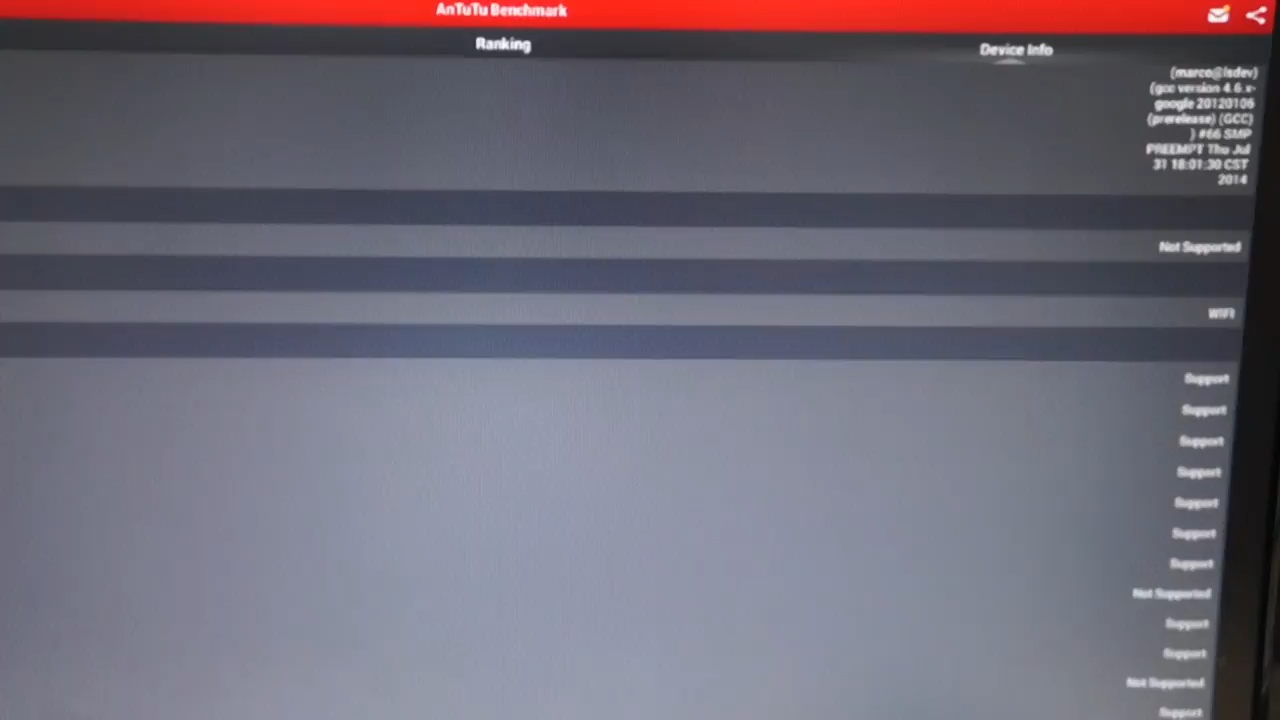 AnTuTu Benchmark
Ranking
Device Info
(marco@lsdev)
(gcc version 4.6.x-
google 20120106
(prerelease) (GCC)
) #66 SMP
PREEMPT Thu Jul
31 18:01:30 CST
2014
Not Supported
WIFI
Support
Support
Support
Support
Support
Support
Support
Not Supported
Support
Support
Not Supported
Support